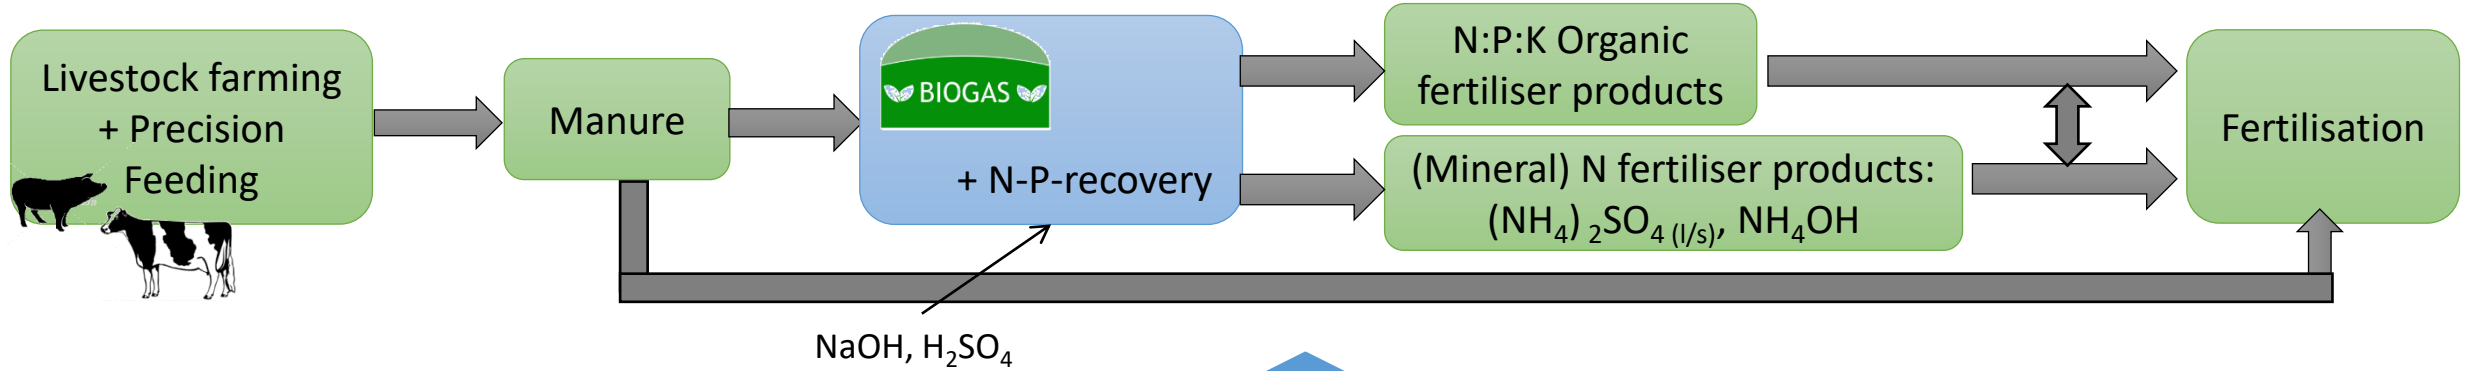 Livestock farming
+ Precision
Feeding
Manure
BIOGAS
+ N-P-recovery
NaOH, H₂SO₄
N:P:K Organic
fertiliser products
(Mineral) N fertiliser products:
(NH₄) ₂SO₄ (l/s), NH₄OH
Fertilisation